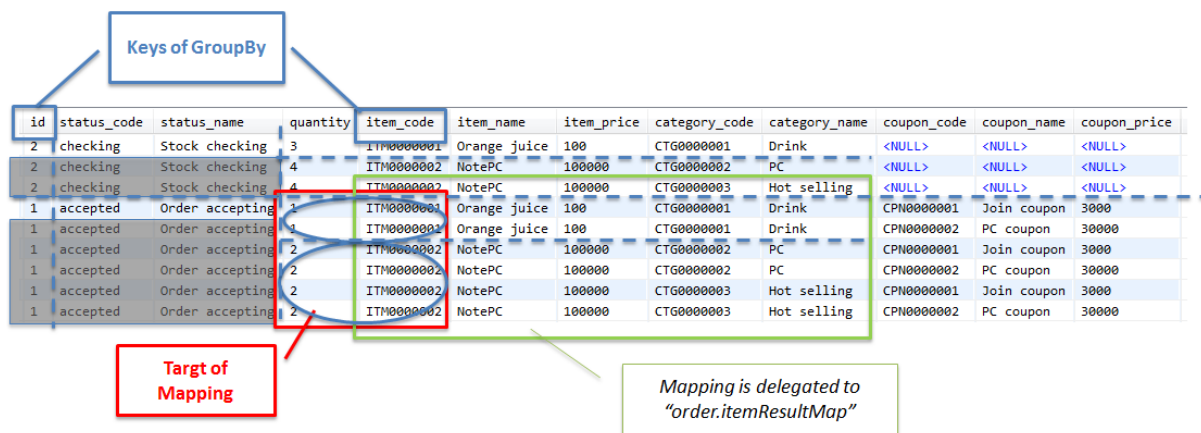 Keys of GroupBy
id status_code status_name quantity item_code item_name item_price category_code category_name coupon_code coupon_name coupon_price
2 checking Stock checking 3 ITM0000001 Orange juice 100 CTG0000001 Drink <NULL> <NULL> <NULL>
2 checking Stock checking 4 ITM0000002 NotePC 100000 CTG0000002 PC <NULL> <NULL> <NULL>
2 checking Stock checking 4 ITM0000002 NotePC 100000 CTG0000003 Hot selling <NULL> <NULL> <NULL>
1 accepted Order accepting 1 ITM0000001 Orange juice 100 CTG0000001 Drink CPN0000001 Join coupon 3000
1 accepted Order accepting 1 ITM0000001 Orange juice 100 CTG0000001 Drink CPN0000002 PC coupon 30000
1 accepted Order accepting 2 ITM0000002 NotePC 100000 CTG0000002 PC CPN0000001 Join coupon 3000
1 accepted Order accepting 2 ITM0000002 NotePC 100000 CTG0000002 PC CPN0000002 PC coupon 30000
1 accepted Order accepting 2 ITM0000002 NotePC 100000 CTG0000003 Hot selling CPN0000001 Join coupon 3000
1 accepted Order accepting 2 ITM0000002 NotePC 100000 CTG0000003 Hot selling CPN0000002 PC coupon 30000
Targt of
Mapping
Mapping is delegated to
“order.itemResultMap”